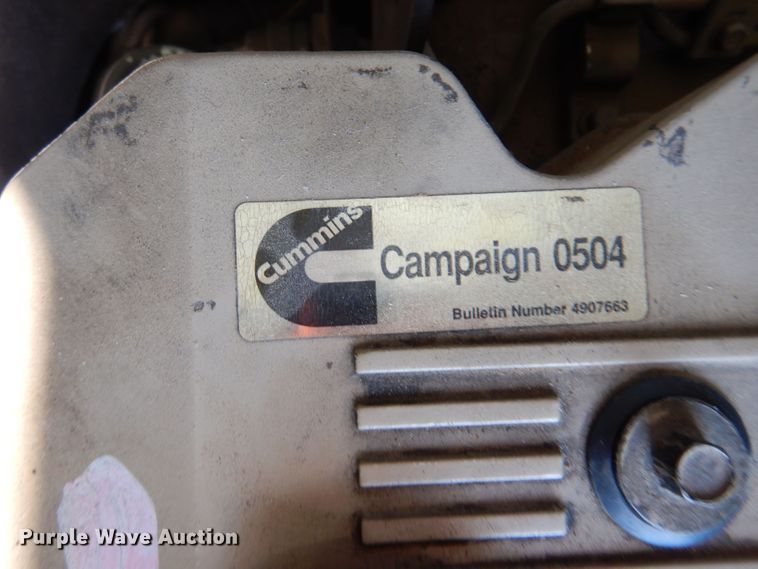 Cummins
Campaign 0504
Bulletin Number 4907663
Purple Wave Auction